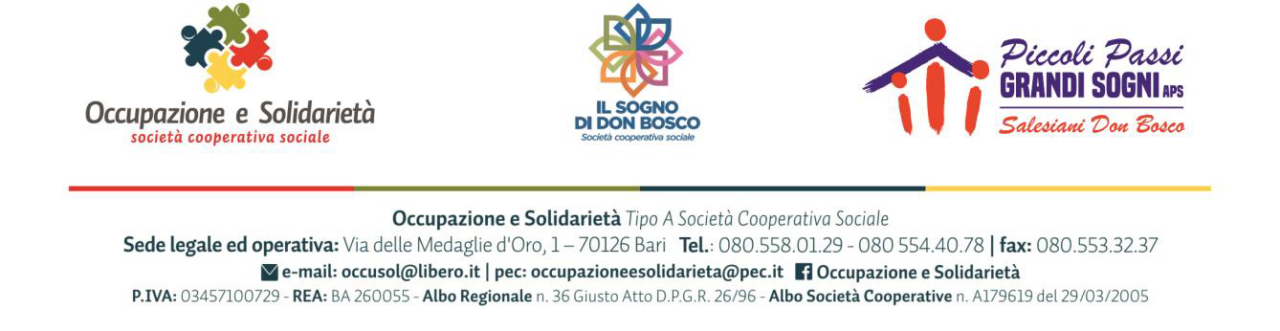 Occupazione e Solidarietà
società cooperativa sociale
IL SOGNO
DI DON BOSCO
Società cooperativa sociale
Piccoli Passi
GRANDI SOGNI APS
Salesiani Don Bosco
Occupazione e Solidarietà Tipo A Società Cooperativa Sociale
Sede legale ed operativa: Via delle Medaglie d'Oro, 1 – 70126 Bari Tel.: 080.558.01.29 - 080 554.40.78 | fax: 080.553.32.37
e-mail: occusol@libero.it | pec: occupazioneesolidarieta@pec.it Occupazione e Solidarietà
P.IVA: 03457100729 - REA: BA 260055 - Albo Regionale n. 36 Giusto Atto D.P.G.R. 26/96 - Albo Società Cooperative n. A179619 del 29/03/2005